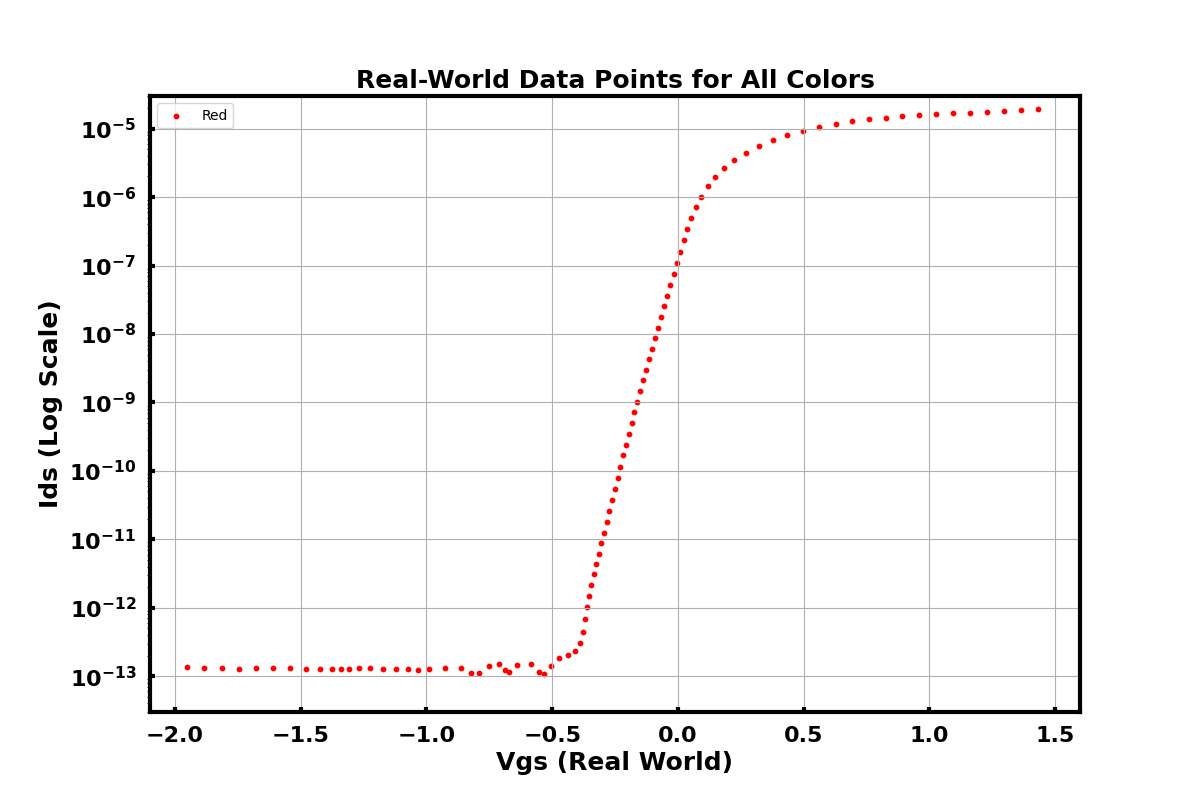 Real-World Data Points for All Colors
Red
10⁻⁵
10⁻⁶
10⁻⁷
10⁻⁸
10⁻⁹
10⁻¹⁰
10⁻¹¹
10⁻¹²
10⁻¹³
Ids (Log Scale)
−2.0 −1.5 −1.0 −0.5 0.0 0.5 1.0 1.5
Vgs (Real World)